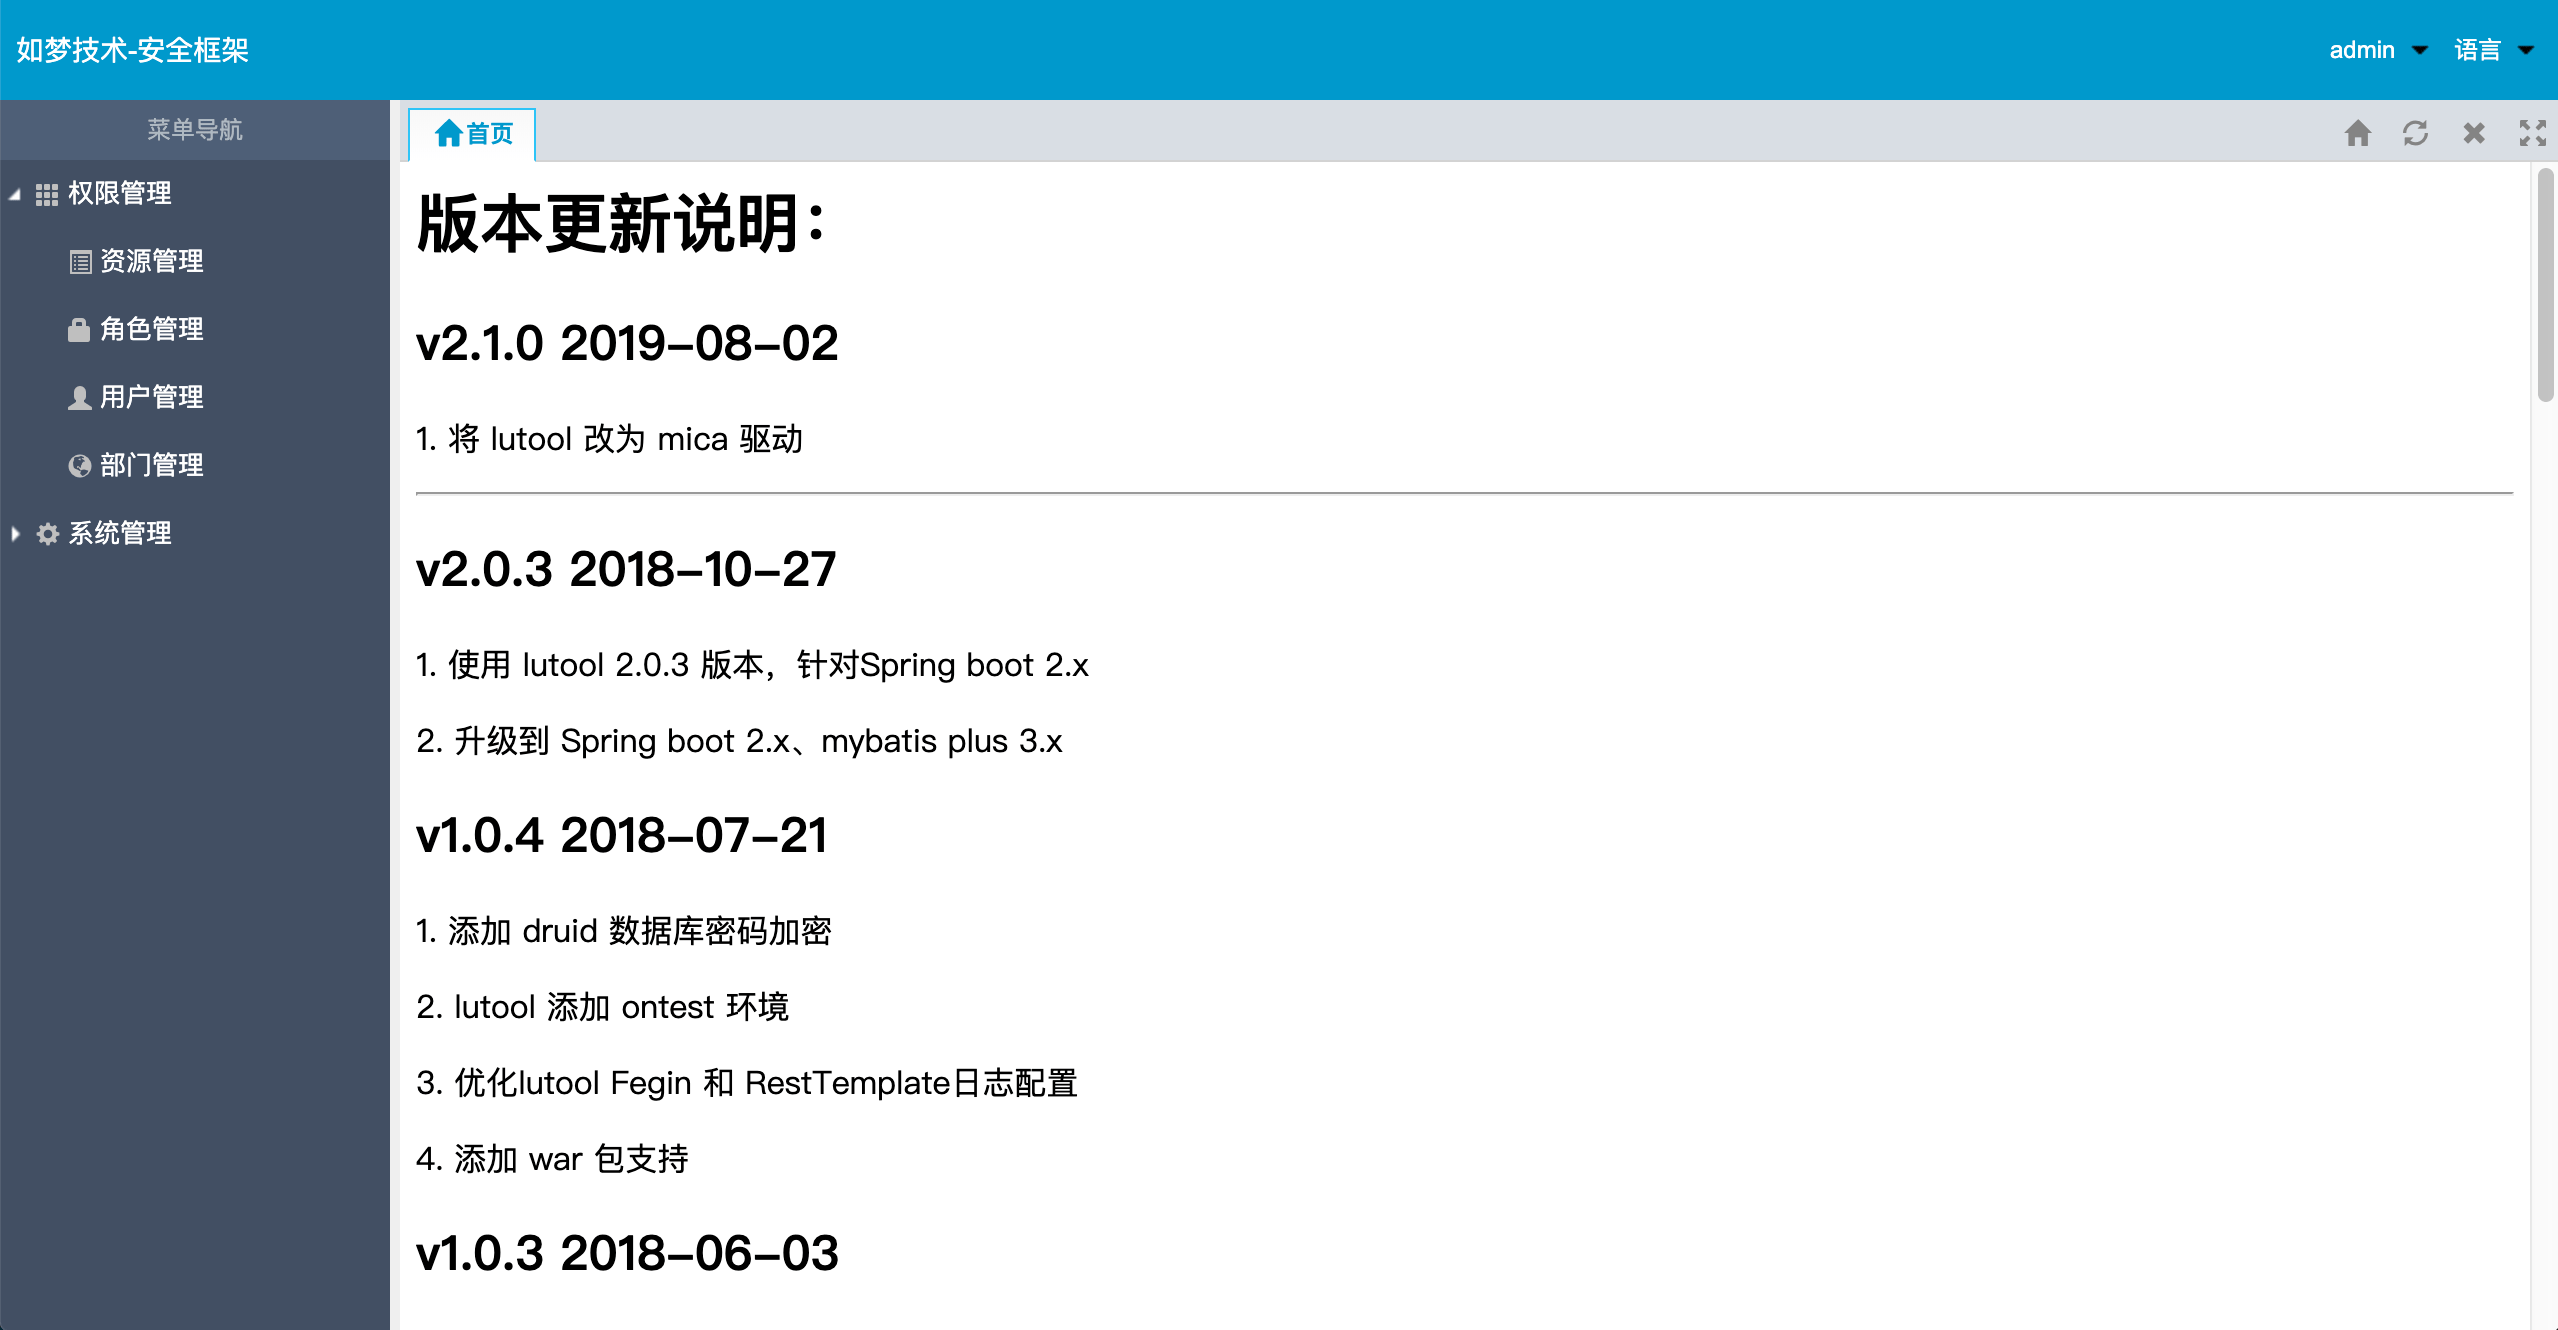 如梦技术-安全框架
admin
语言
菜单导航
权限管理
资源管理
角色管理
用户管理
部门管理
系统管理
首页
版本更新说明：
v2.1.0 2019-08-02
1. 将 lutool 改为 mica 驱动
v2.0.3 2018-10-27
1. 使用 lutool 2.0.3 版本，针对Spring boot 2.x
2. 升级到 Spring boot 2.x、mybatis plus 3.x
v1.0.4 2018-07-21
1. 添加 druid 数据库密码加密
2. lutool 添加 ontest 环境
3. 优化lutool Fegin 和 RestTemplate日志配置
4. 添加 war 包支持
v1.0.3 2018-06-03